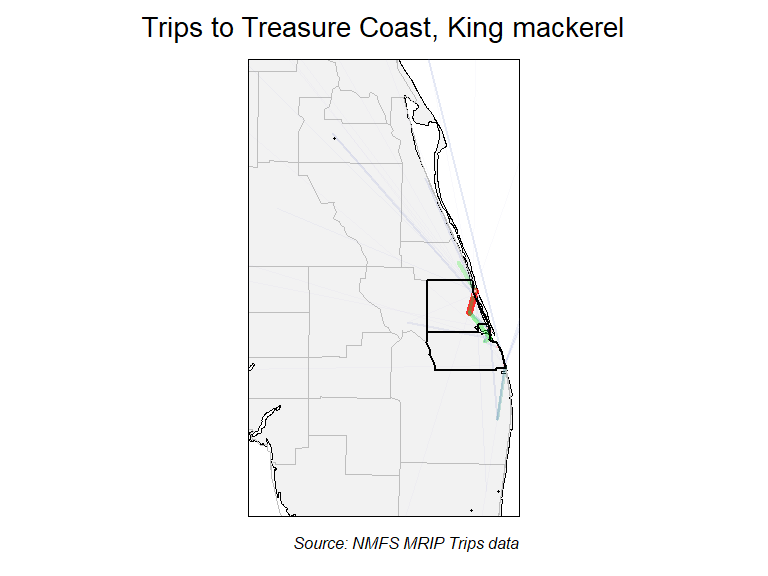 Trips to Treasure Coast, King mackerel
Source: NMFS MRIP Trips data